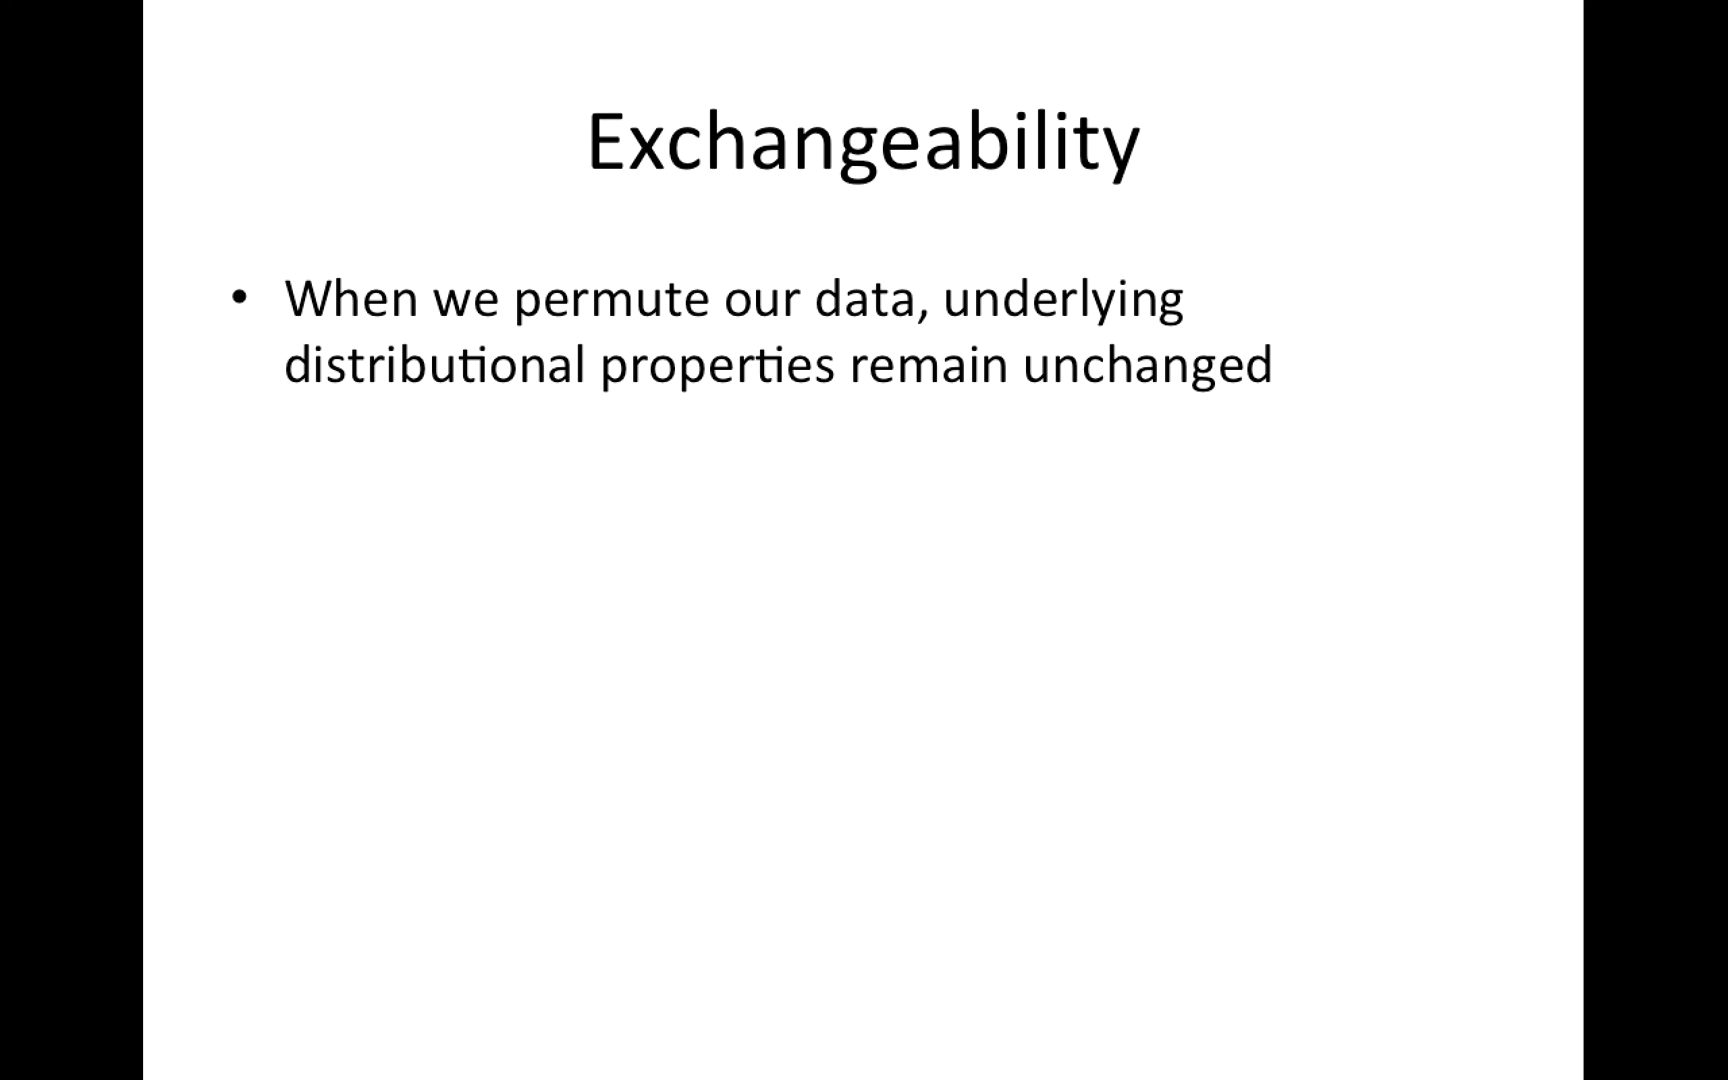 Exchangeability
• When we permute our data, underlying
distributional properties remain unchanged